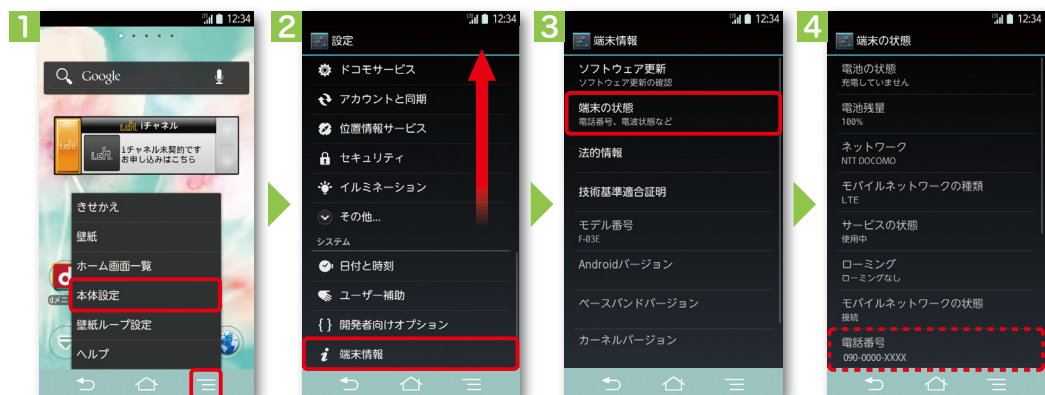 1
12:34
Google
iチャネル
iチャネル未契約です
お申し込みはこちら
きせかえ
壁紙
ホーム画面一覧
本体設定
壁紙ループ設定
ヘルプ
2
12:34
設定
ドコモサービス
アカウントと同期
位置情報サービス
セキュリティ
イルミネーション
その他...
システム
日付と時刻
ユーザー補助
{ } 開発者向けオプション
端末情報
3
12:34
端末情報
ソフトウェア更新
ソフトウェア更新の確認
端末の状態
電話番号、電波状態など
法的情報
技術基準適合証明
モデル番号
F-03E
Androidバージョン
ベースバンドバージョン
カーネルバージョン
4
12:34
端末の状態
電池の状態
充電していません
電池残量
100%
ネットワーク
NTT DOCOMO
モバイルネットワークの種類
LTE
サービスの状態
使用中
ローミング
ローミングなし
モバイルネットワークの状態
接続
電話番号
090-0000-XXXX